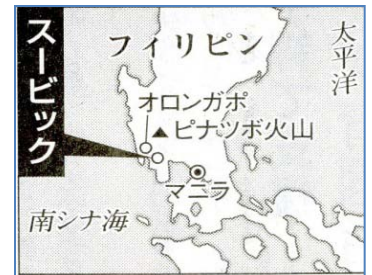 スービック
フィリピン
太平洋
オロンガポ
▲ピナツボ火山
マニラ
南シナ海